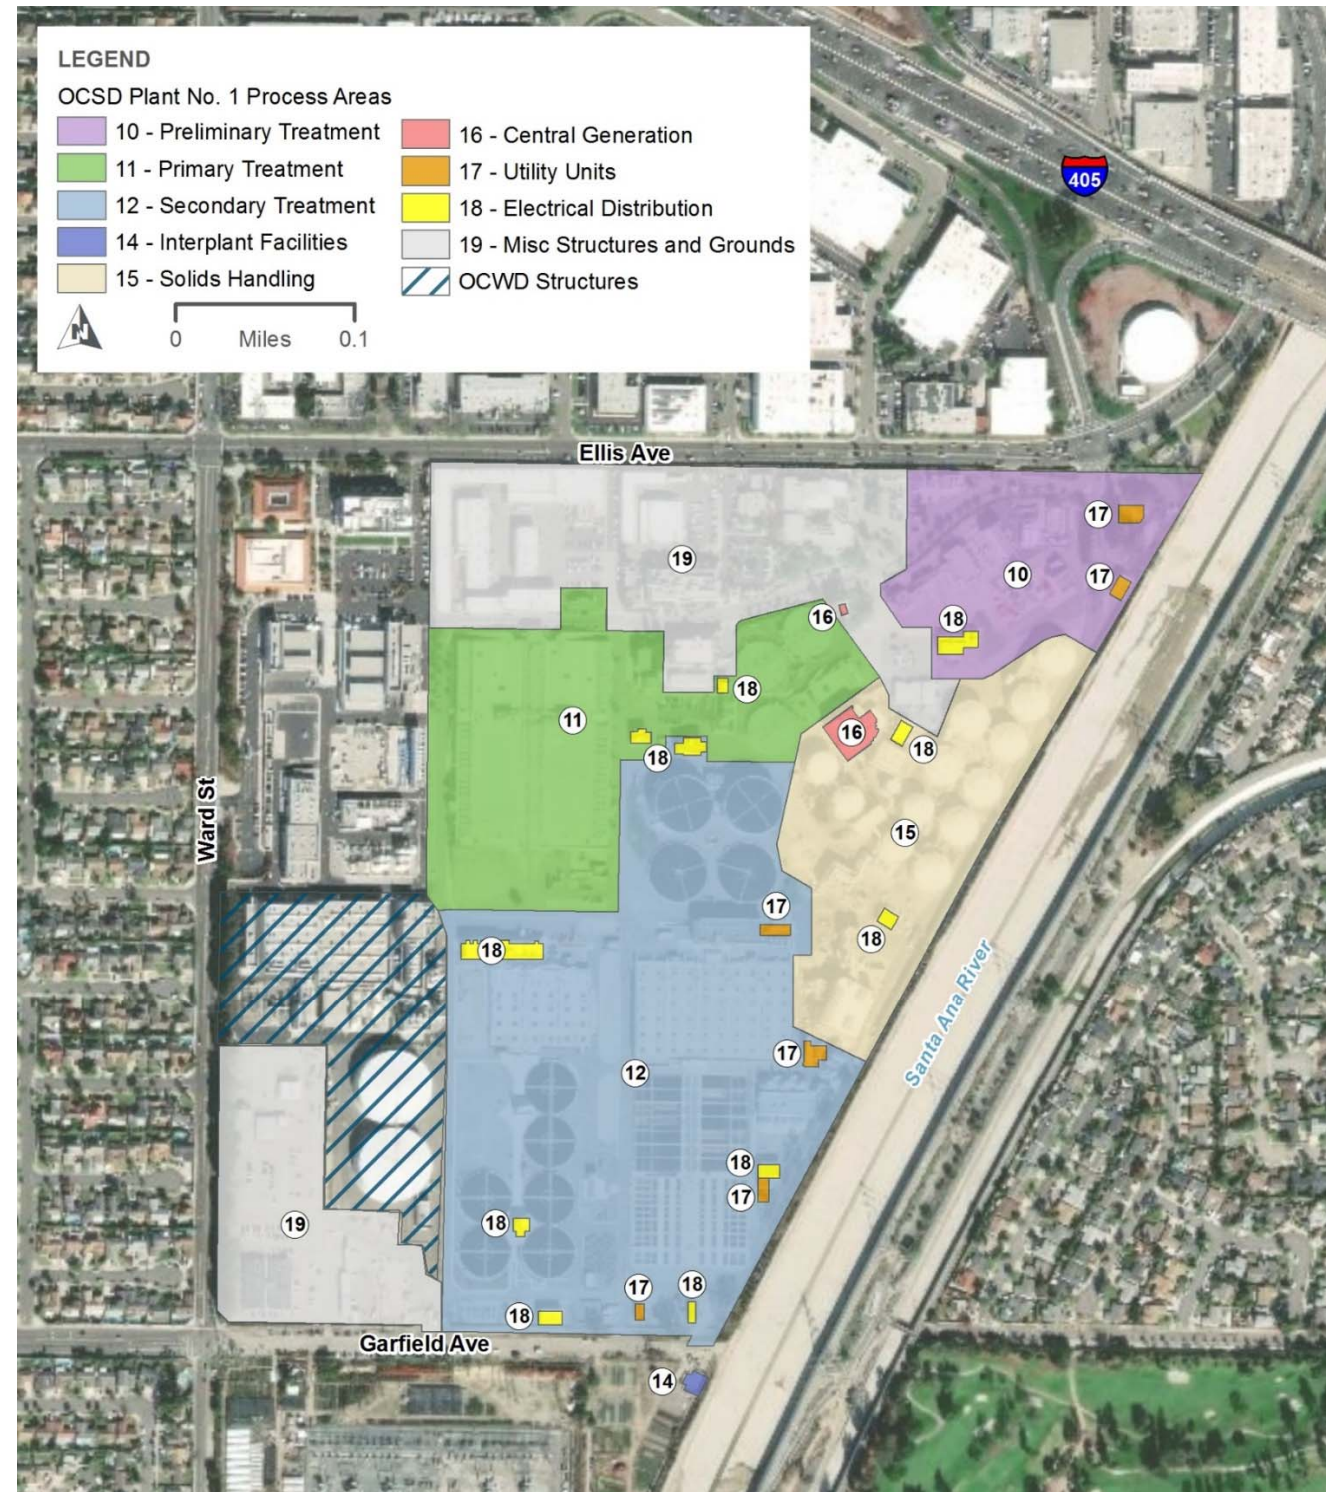 LEGEND
OCSD Plant No. 1 Process Areas
10 - Preliminary Treatment
11 - Primary Treatment
12 - Secondary Treatment
14 - Interplant Facilities
15 - Solids Handling
16 - Central Generation
17 - Utility Units
18 - Electrical Distribution
19 - Misc Structures and Grounds
OCWD Structures
N
0 Miles 0.1
405
Ellis Ave
17
19
10
17
16
18
18
11
16
18
18
Ward St
15
17
18
18
Santa Ana River
17
12
18
17
19
18
17
18
18
Garfield Ave
14